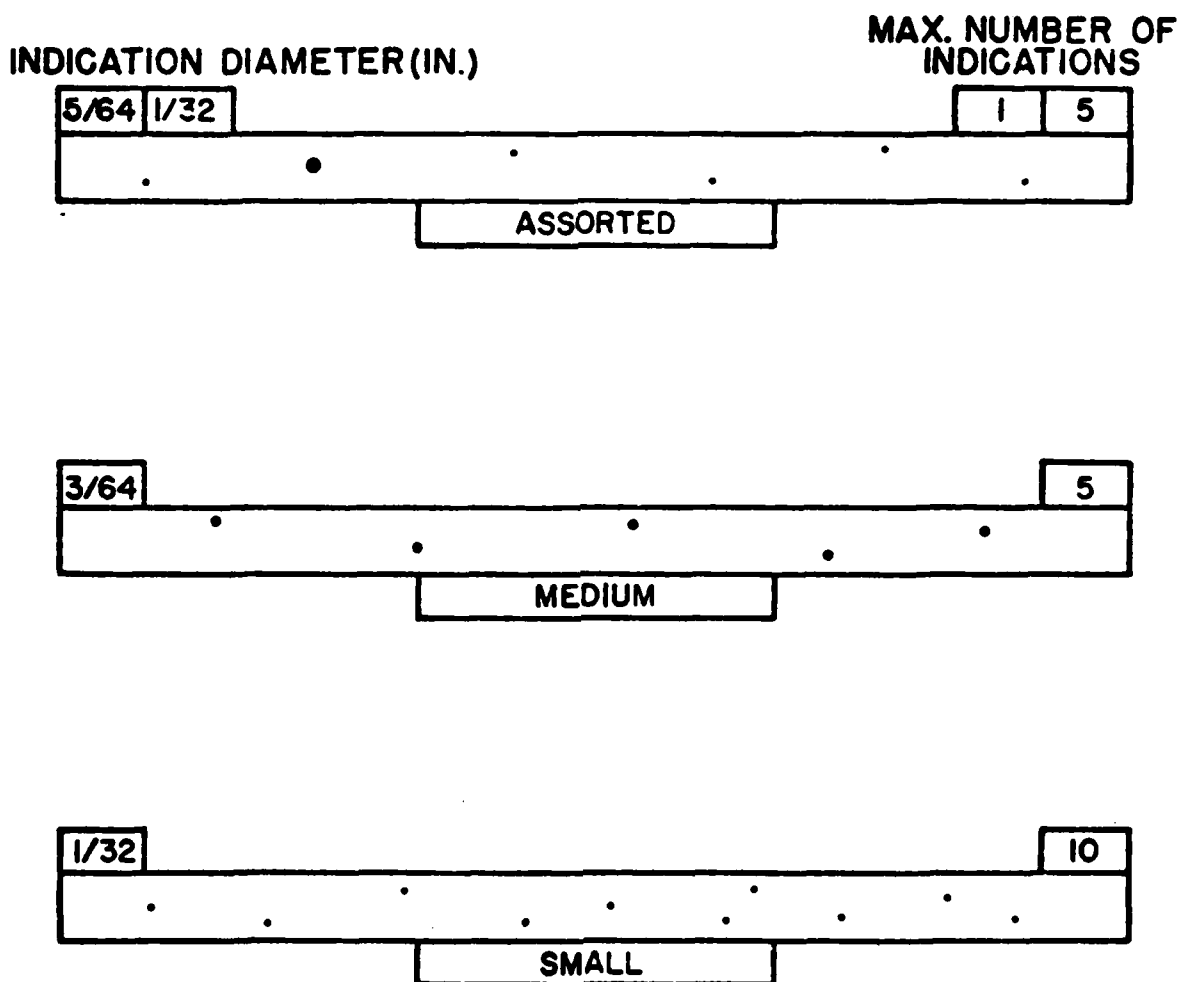 INDICATION DIAMETER (IN.)
MAX. NUMBER OF
INDICATIONS
5/64 1/32
1 5
ASSORTED
3/64
5
MEDIUM
1/32
10
SMALL